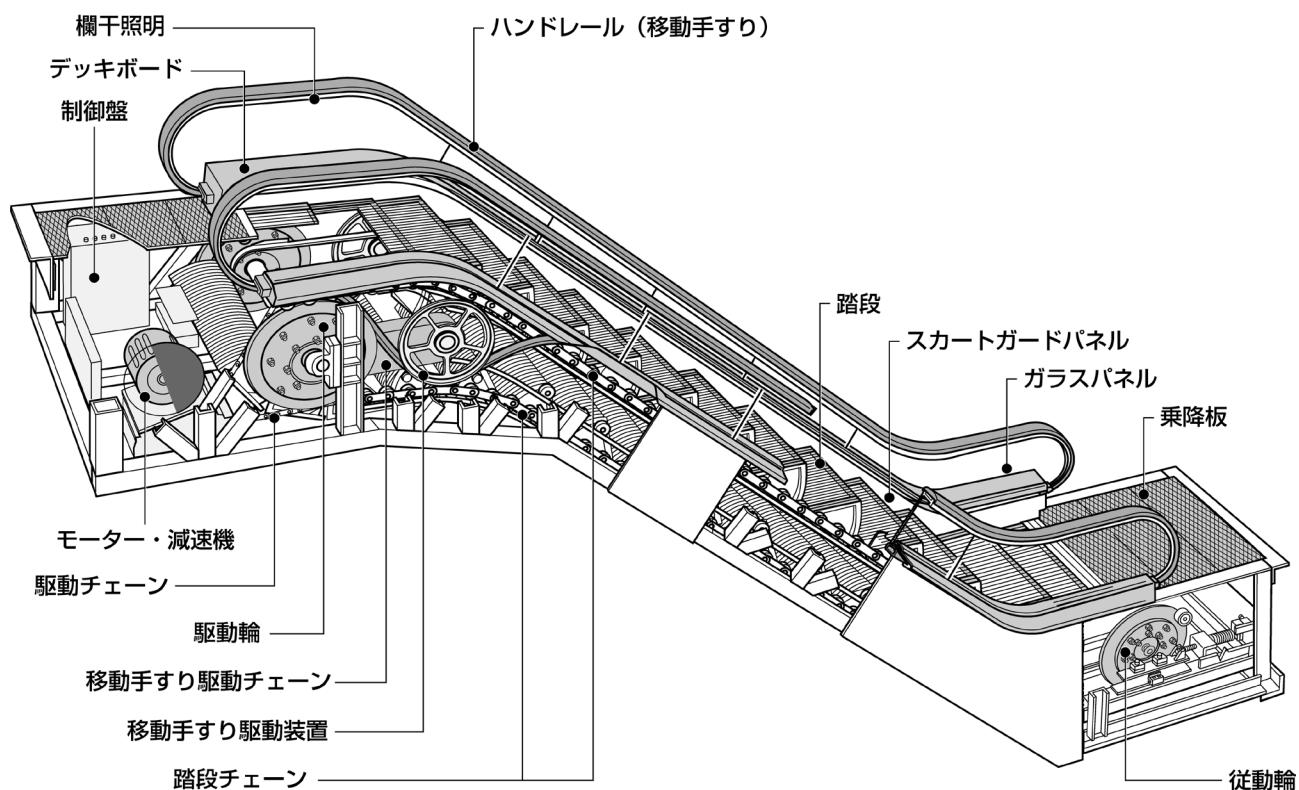 欄干照明
ハンドレール（移動手すり）
デッキボード
制御盤
踏段
スカートガードパネル
ガラスパネル
乗降板
モーター・減速機
駆動チェーン
駆動輪
移動手すり駆動チェーン
移動手すり駆動装置
踏段チェーン
従動輪